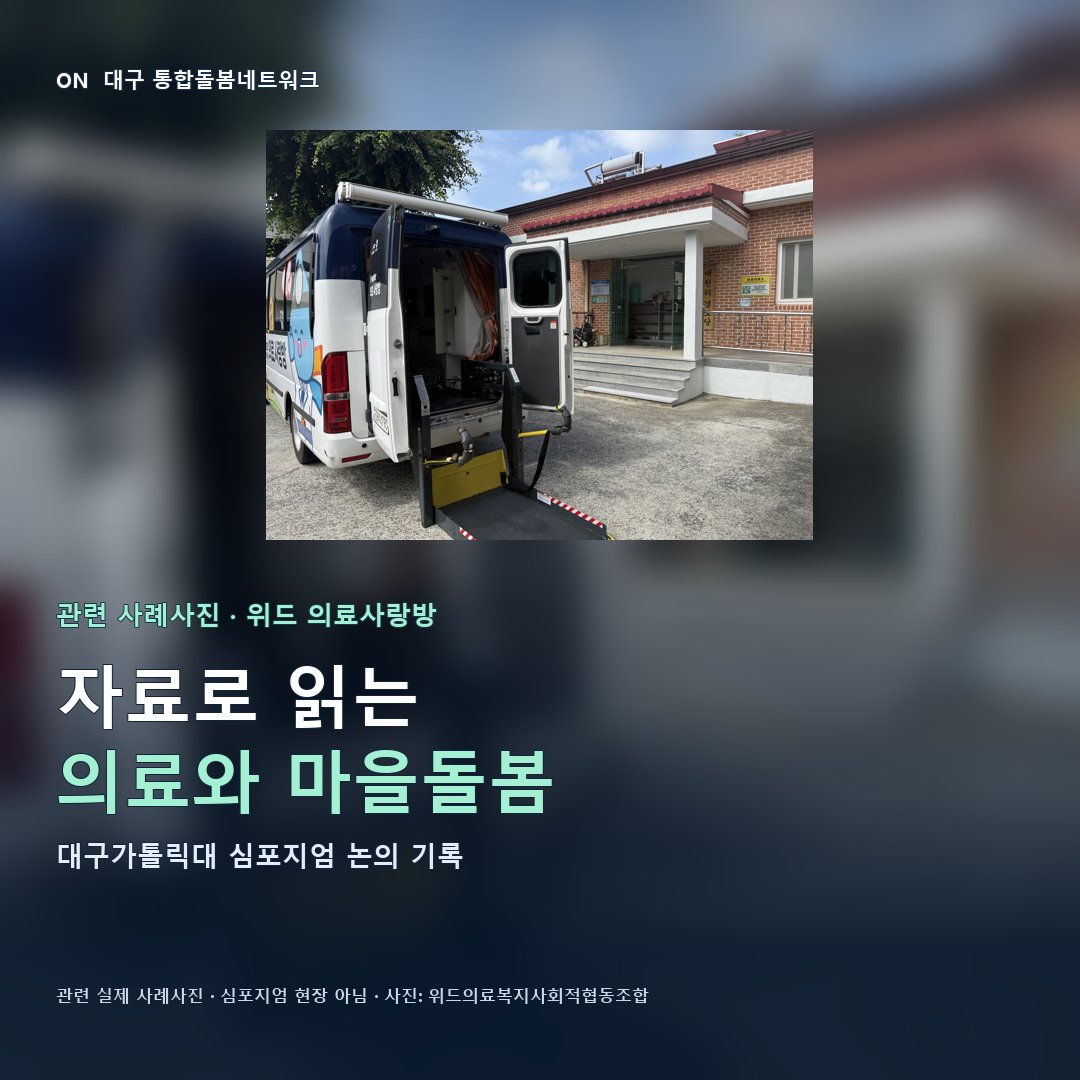 ON 대구 통합돌봄네트워크
관련 사례사진 · 위드 의료사랑방
자료로 읽는
의료와 마을돌봄
대구가톨릭대 심포지엄 논의 기록
관련 실제 사례사진 · 심포지엄 현장 아님 · 사진: 위드의료복지사회적협동조합